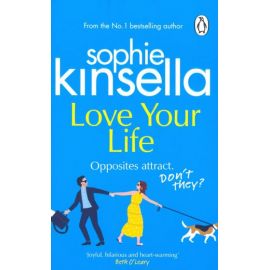 From the No.1 bestselling author
sophie
kinsella
Love Your
Life
Opposites attract.
Don't
they?
'Joyful, hilarious and heart-warming'
Beth O'Leary